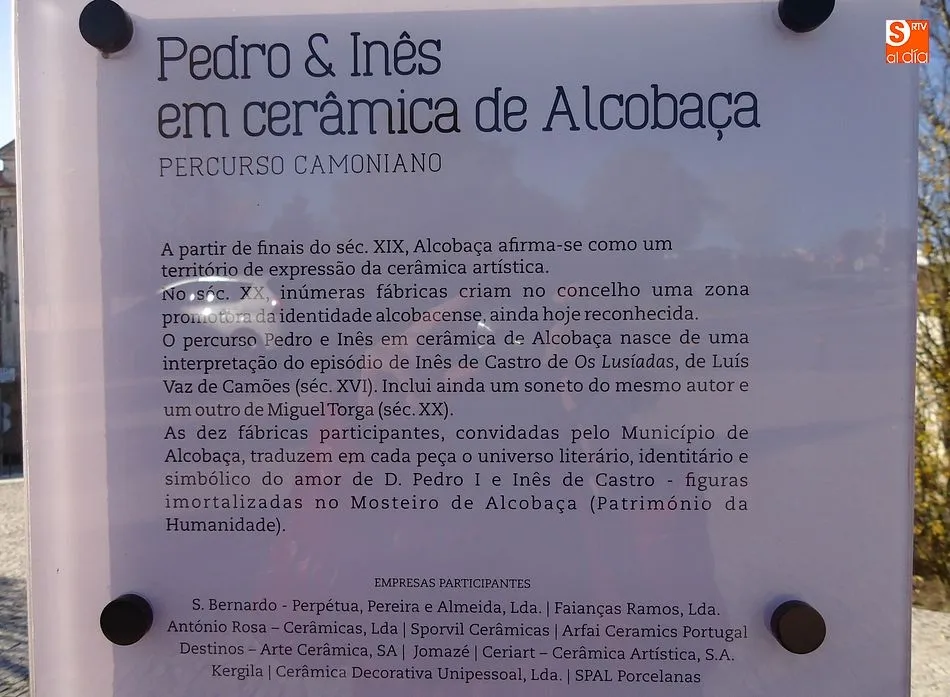 Pedro & Inês
em cerâmica de Alcobaça
PERCURSO CAMONIANO
A partir de finais do séc. XIX, Alcobaça afirma-se como um
território de expressão da cerâmica artística.
No séc. XX, inúmeras fábricas criam no concelho uma zona
promotora da identidade alcobacense, ainda hoje reconhecida.
O percurso Pedro e Inês em cerâmica de Alcobaça nasce de uma
interpretação do episódio de Inês de Castro de Os Lusíadas, de Luís
Vaz de Camões (séc. XVI). Inclui ainda um soneto do mesmo autor e
um outro de Miguel Torga (séc. XX).
As dez fábricas participantes, convidadas pelo Município de
Alcobaça, traduzem em cada peça o universo literário, identitário e
simbólico do amor de D. Pedro I e Inês de Castro - figuras
imortalizadas no Mosteiro de Alcobaça (Património da
Humanidade).
EMPRESAS PARTICIPANTES
S. Bernardo - Perpétua, Pereira e Almeida, Lda. | Faianças Ramos, Lda.
António Rosa – Cerâmicas, Lda | Sporvil Cerâmicas | Arfai Ceramics Portugal
Destinos – Arte Cerâmica, SA | Jomazé | Ceriart – Cerâmica Artística, S.A.
Kergila | Cerâmica Decorativa Unipessoal, Lda. | SPAL Porcelanas
S RTV
al día